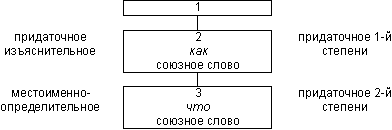 1
придаточное изъяснительное
2
как
союзное слово
придаточное 1-й степени
местоименно-определительное
3
что
союзное слово
придаточное 2-й степени